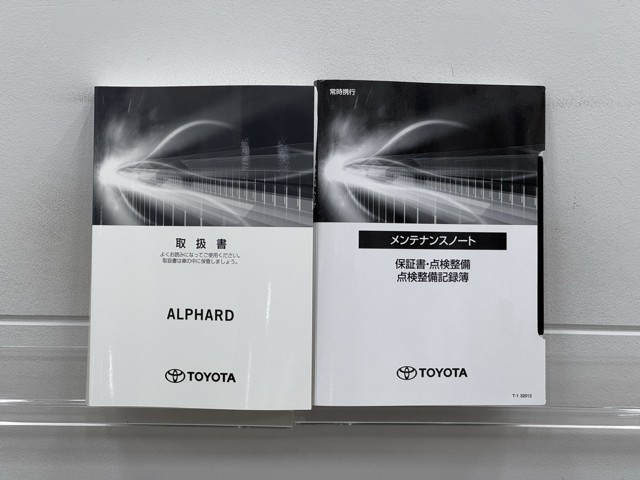 取扱書
よくお読みになってご使用ください。
取扱書は車の中に保管しましょう。
ALPHARD
TOYOTA
常時携行
メンテナンスノート
保証書・点検整備
点検整備記録簿
TOYOTA